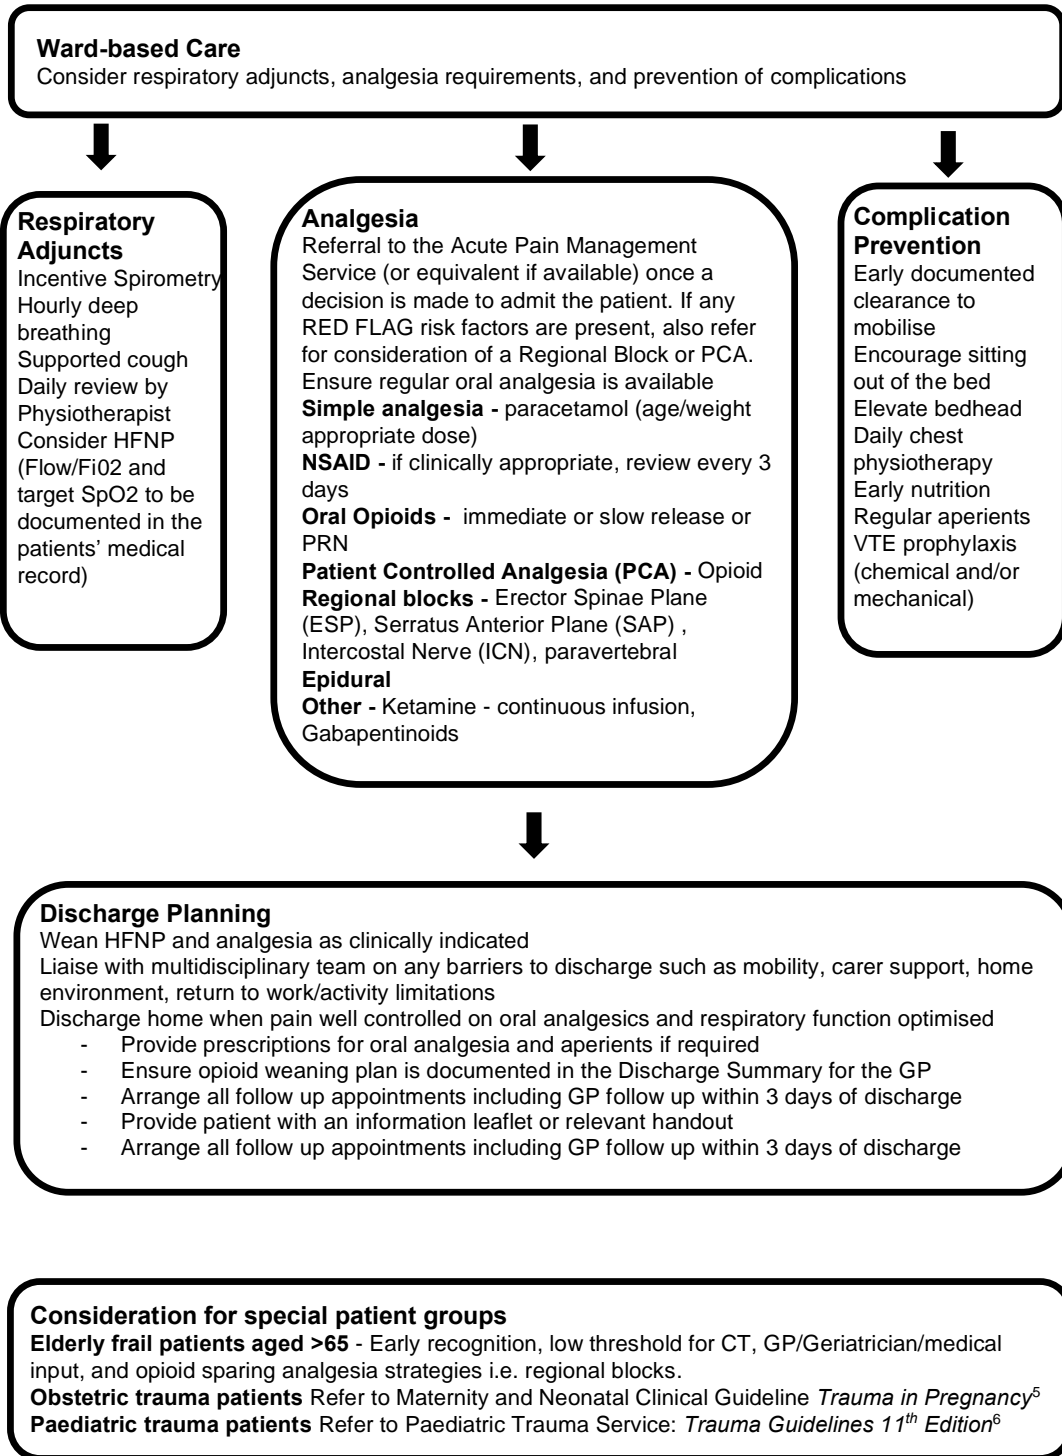 Ward-based Care
Consider respiratory adjuncts, analgesia requirements, and prevention of complications
Respiratory
Adjuncts
Incentive Spirometry
Hourly deep
breathing
Supported cough
Daily review by
Physiotherapist
Consider HFNP
(Flow/Fi02 and
target SpO2 to be
documented in the
patients’ medical
record)
Analgesia
Referral to the Acute Pain Management
Service (or equivalent if available) once a
decision is made to admit the patient. If any
RED FLAG risk factors are present, also refer
for consideration of a Regional Block or PCA.
Ensure regular oral analgesia is available
Simple analgesia - paracetamol (age/weight
appropriate dose)
NSAID - if clinically appropriate, review every 3
days
Oral Opioids - immediate or slow release or
PRN
Patient Controlled Analgesia (PCA) - Opioid
Regional blocks - Erector Spinae Plane
(ESP), Serratus Anterior Plane (SAP) ,
Intercostal Nerve (ICN), paravertebral
Epidural
Other - Ketamine - continuous infusion,
Gabapentinoids
Complication
Prevention
Early documented
clearance to
mobilise
Encourage sitting
out of the bed
Elevate bedhead
Daily chest
physiotherapy
Early nutrition
Regular aperients
VTE prophylaxis
(chemical and/or
mechanical)
Discharge Planning
Wean HFNP and analgesia as clinically indicated
Liaise with multidisciplinary team on any barriers to discharge such as mobility, carer support, home
environment, return to work/activity limitations
Discharge home when pain well controlled on oral analgesics and respiratory function optimised
- Provide prescriptions for oral analgesia and aperients if required
- Ensure opioid weaning plan is documented in the Discharge Summary for the GP
- Arrange all follow up appointments including GP follow up within 3 days of discharge
- Provide patient with an information leaflet or relevant handout
- Arrange all follow up appointments including GP follow up within 3 days of discharge
Consideration for special patient groups
Elderly frail patients aged >65 - Early recognition, low threshold for CT, GP/Geriatrician/medical
input, and opioid sparing analgesia strategies i.e. regional blocks.
Obstetric trauma patients Refer to Maternity and Neonatal Clinical Guideline Trauma in Pregnancy⁵
Paediatric trauma patients Refer to Paediatric Trauma Service: Trauma Guidelines 11ᵗʰ Edition⁶